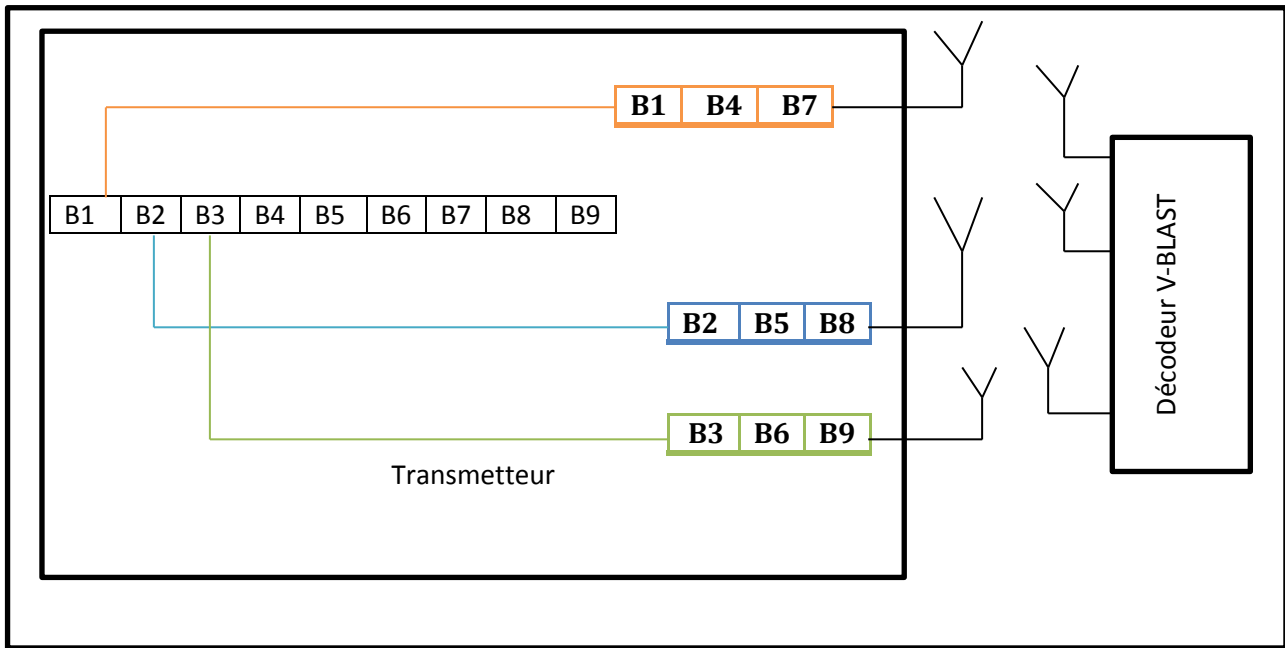 B1 B4 B7
B1 B2 B3 B4 B5 B6 B7 B8 B9
B2 B5 B8
B3 B6 B9
Transmetteur
Décodeur V-BLAST